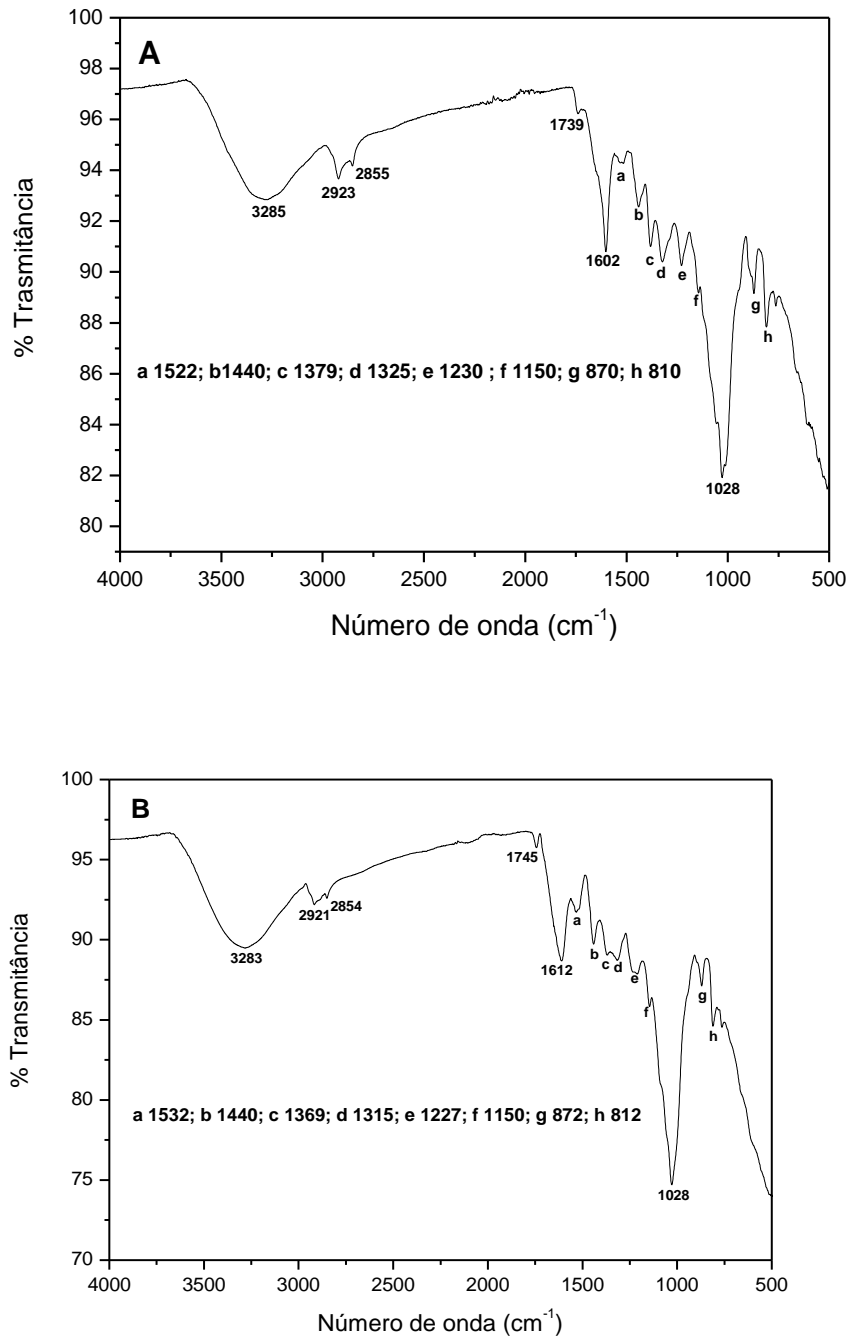 A
100
98
96
94
92
90
88
86
84
82
80
% Trasmitância
3285
2923
2855
1739
1602
a
b
c
d
e
f
g
h
1028
a 1522; b1440; c 1379; d 1325; e 1230 ; f 1150; g 870; h 810
4000 3500 3000 2500 2000 1500 1000 500
Número de onda (cm⁻¹)
B
100
95
90
85
80
75
70
% Transmitância
3283
2921
2854
1745
1612
a
b
c
d
e
f
g
h
1028
a 1532; b 1440; c 1369; d 1315; e 1227; f 1150; g 872; h 812
4000 3500 3000 2500 2000 1500 1000 500
Número de onda (cm⁻¹)